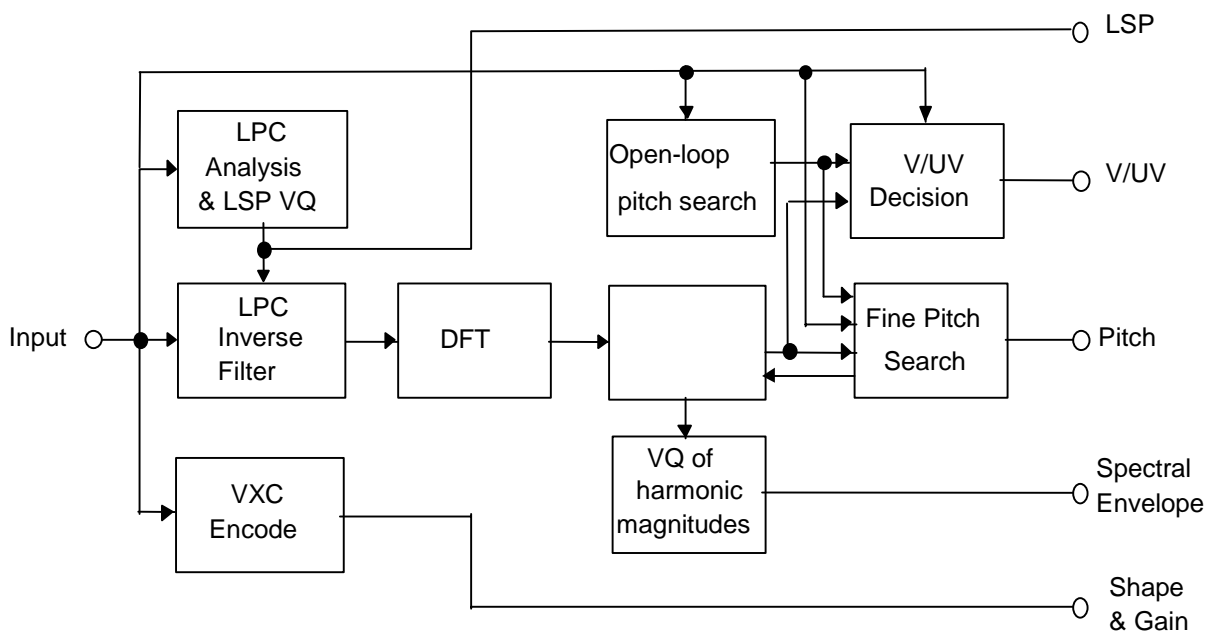 LSP
LPC
Analysis
& LSP VQ
Open-loop
pitch search
V/UV
Decision
V/UV
Input
LPC
Inverse
Filter
DFT
Fine Pitch
Search
Pitch
VQ of
harmonic
magnitudes
Spectral
Envelope
VXC
Encode
Shape
& Gain